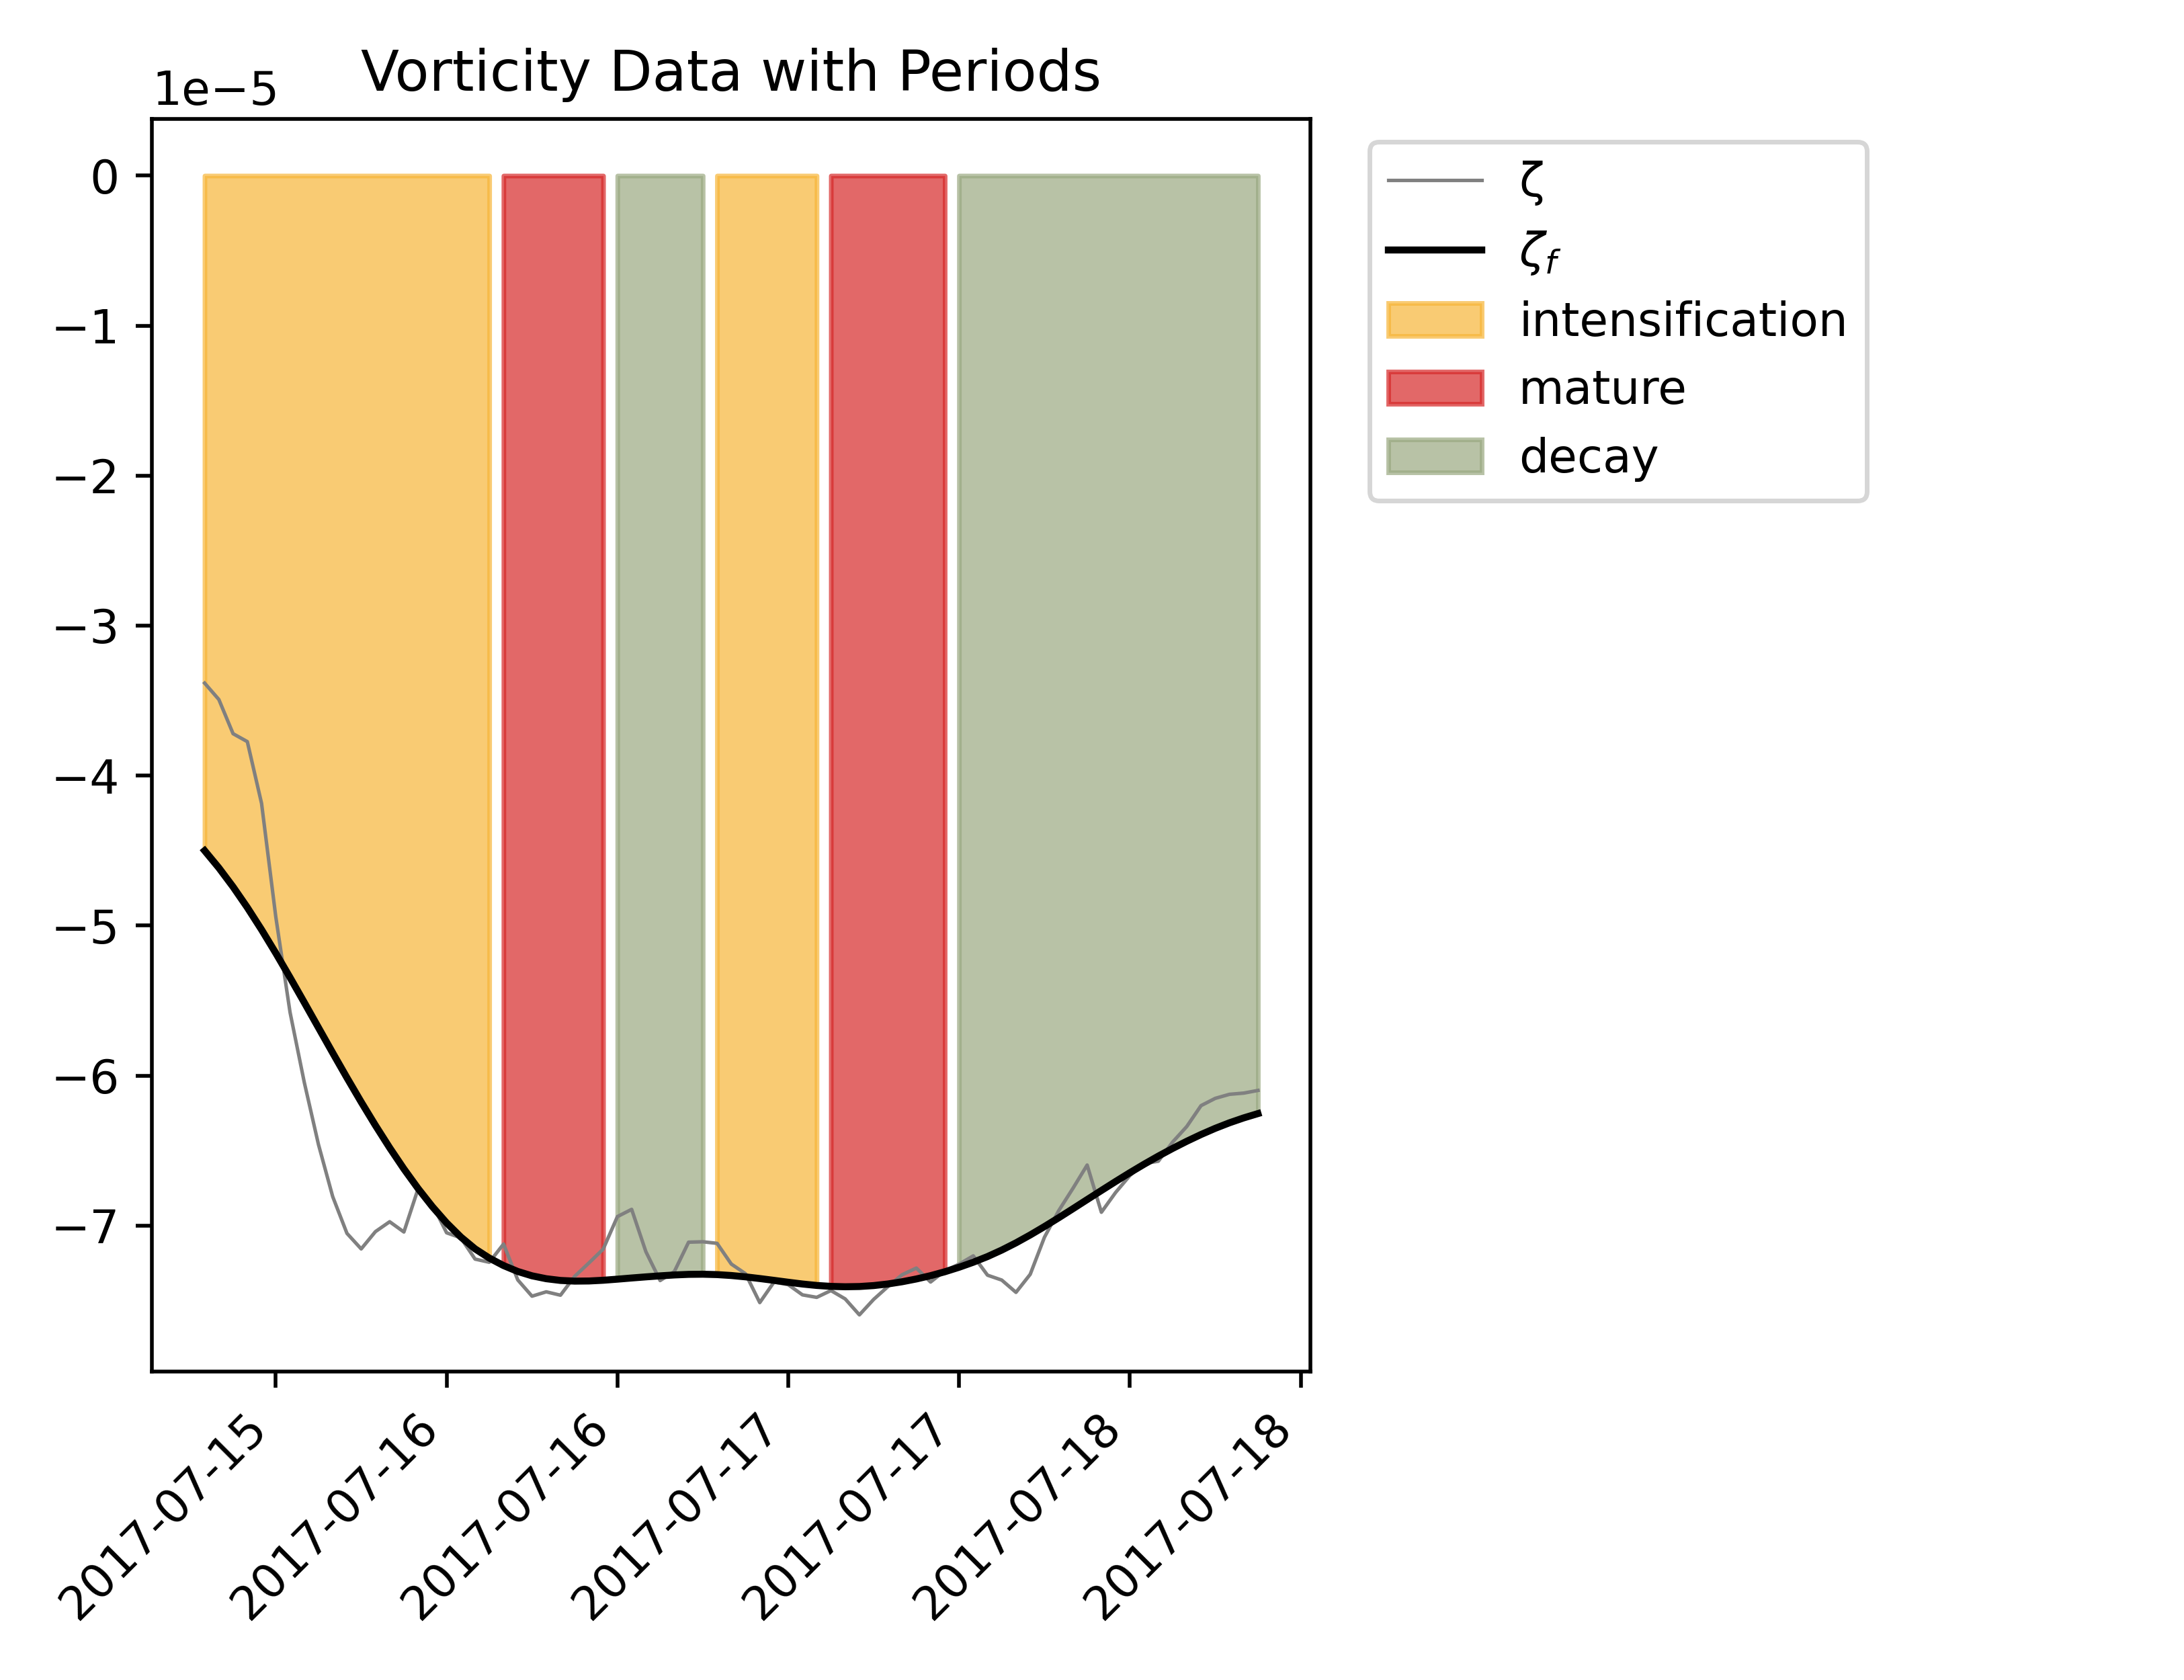 Vorticity Data with Periods
1e−5
0
−1
−2
−3
−4
−5
−6
−7
2017-07-15
2017-07-16
2017-07-16
2017-07-17
2017-07-17
2017-07-18
2017-07-18
ζ
ζf
intensification
mature
decay